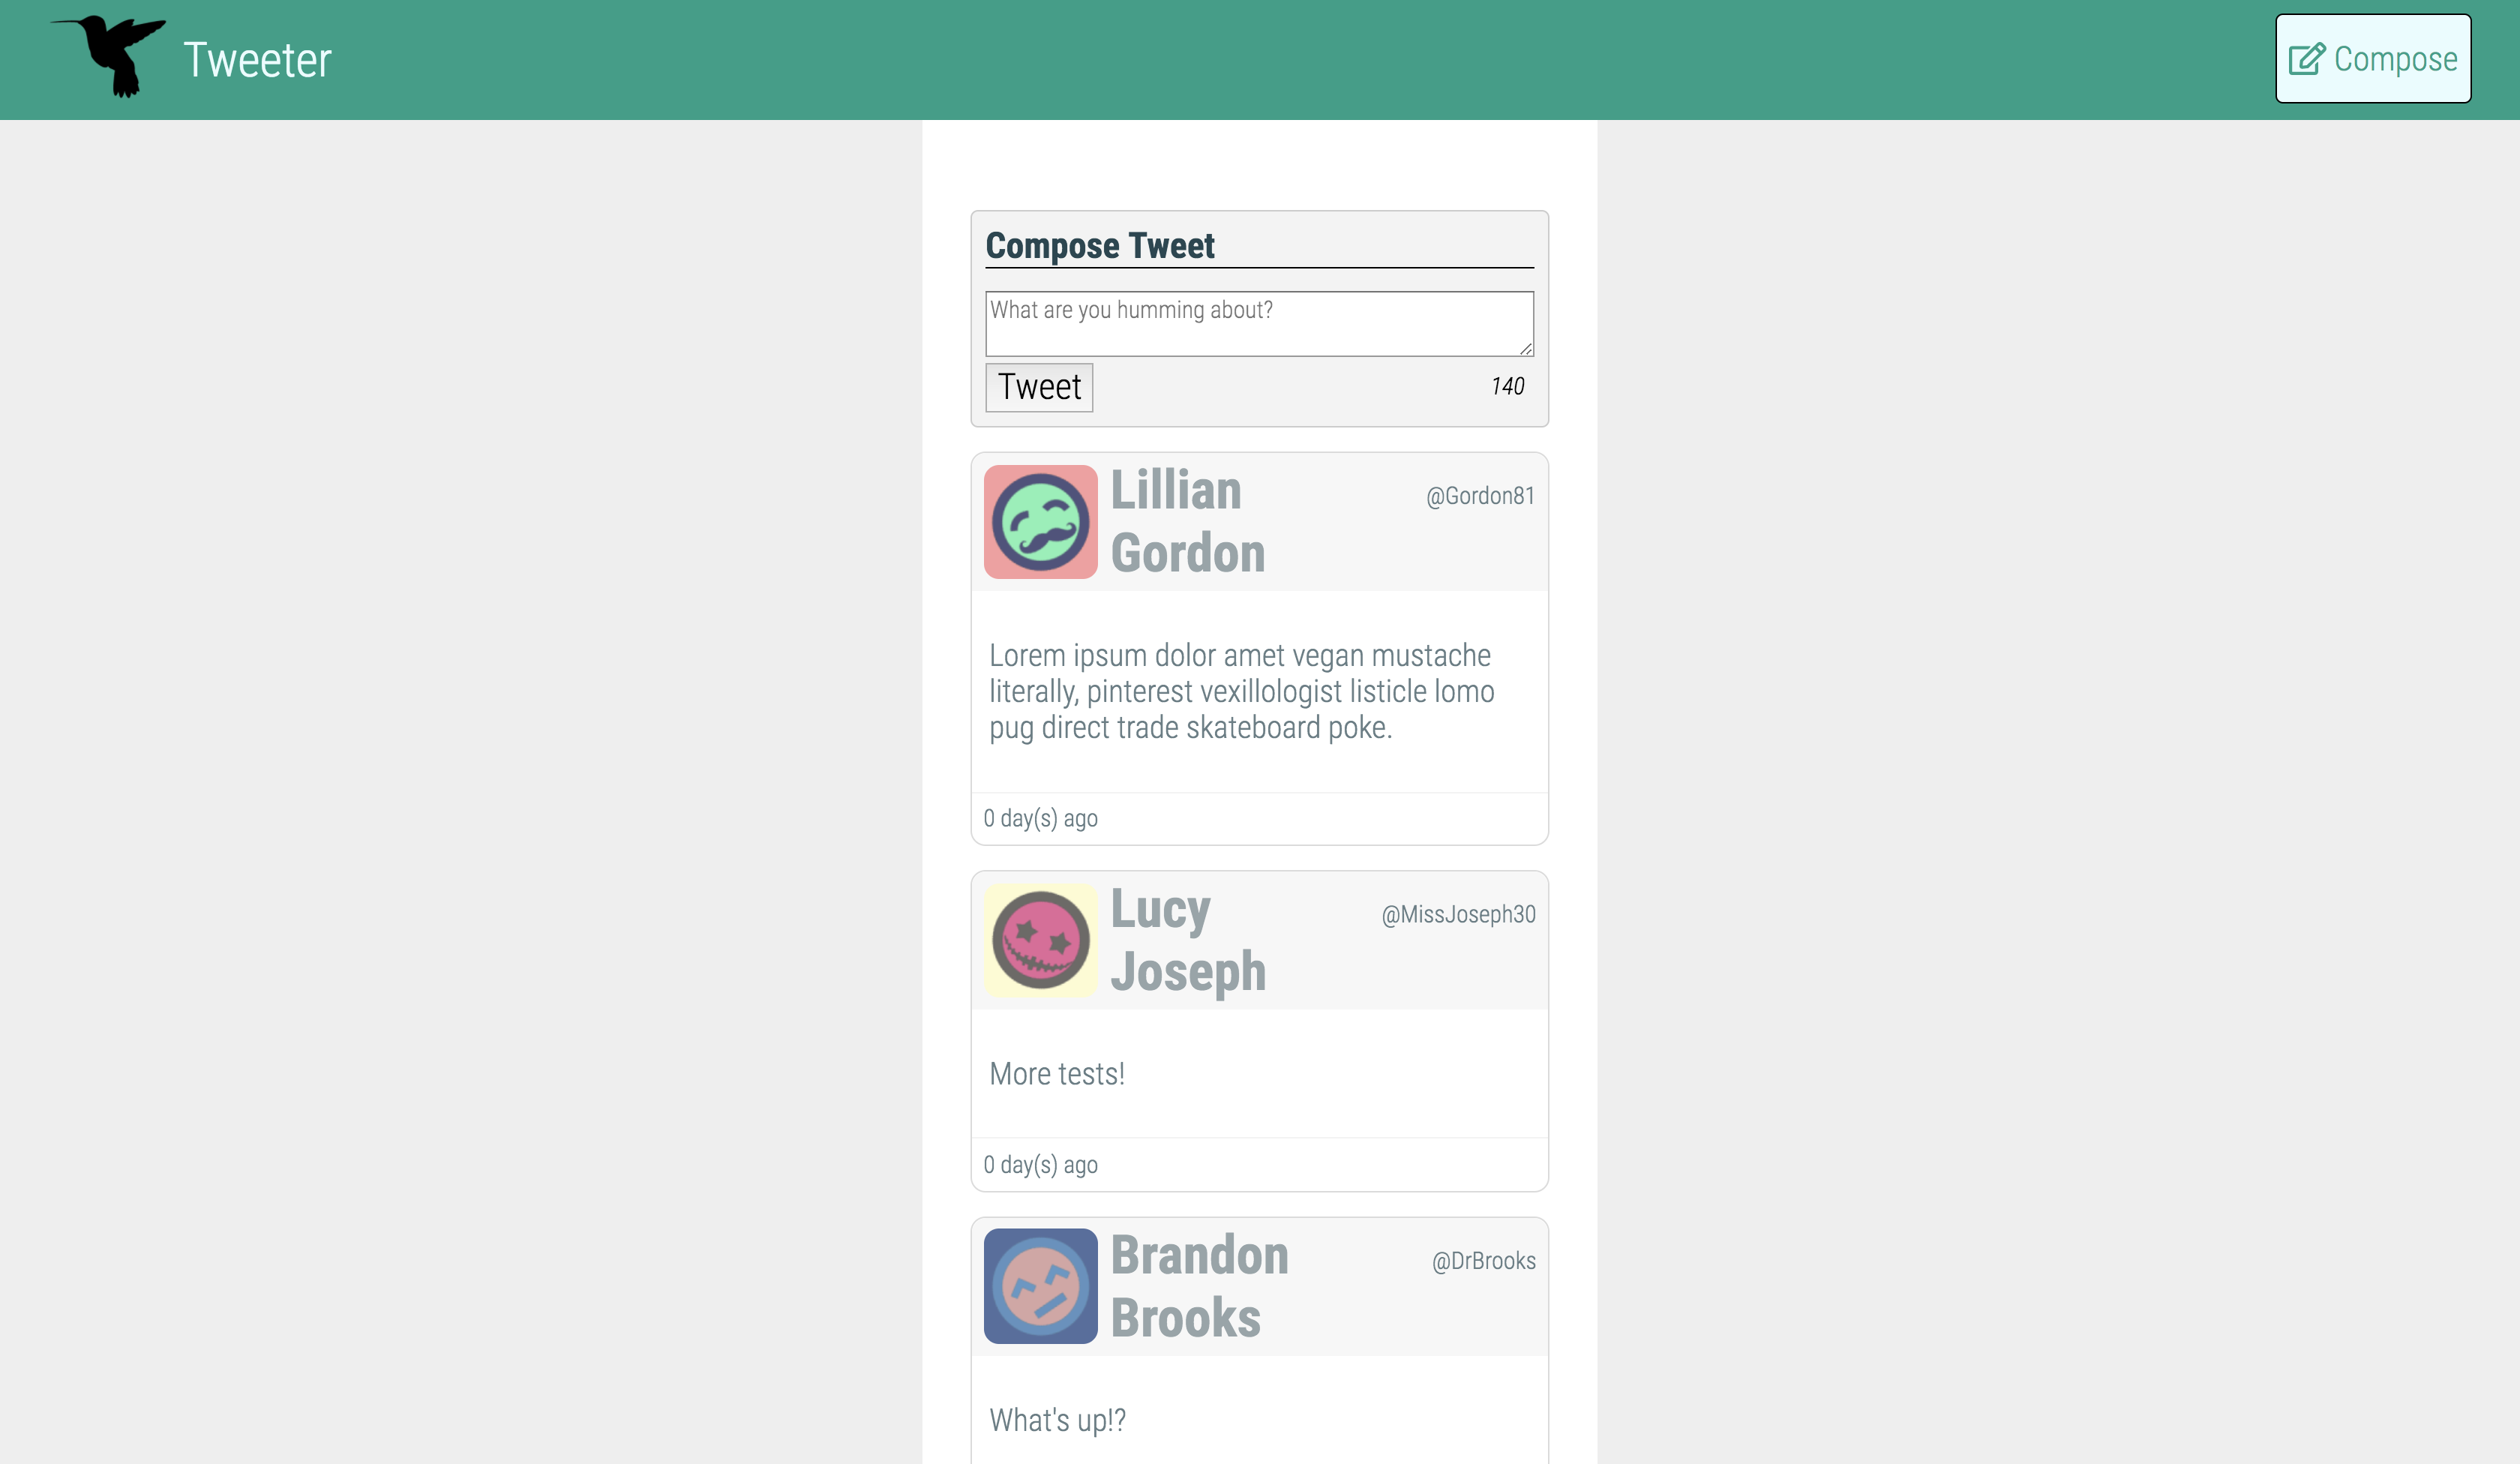 Tweeter
Compose
Compose Tweet
What are you humming about?
Tweet
140
Lillian
Gordon
@Gordon81
Lorem ipsum dolor amet vegan mustache
literally, pinterest vexillologist listicle lomo
pug direct trade skateboard poke.
0 day(s) ago
Lucy
Joseph
@MissJoseph30
More tests!
0 day(s) ago
Brandon
Brooks
@DrBrooks
What's up!?